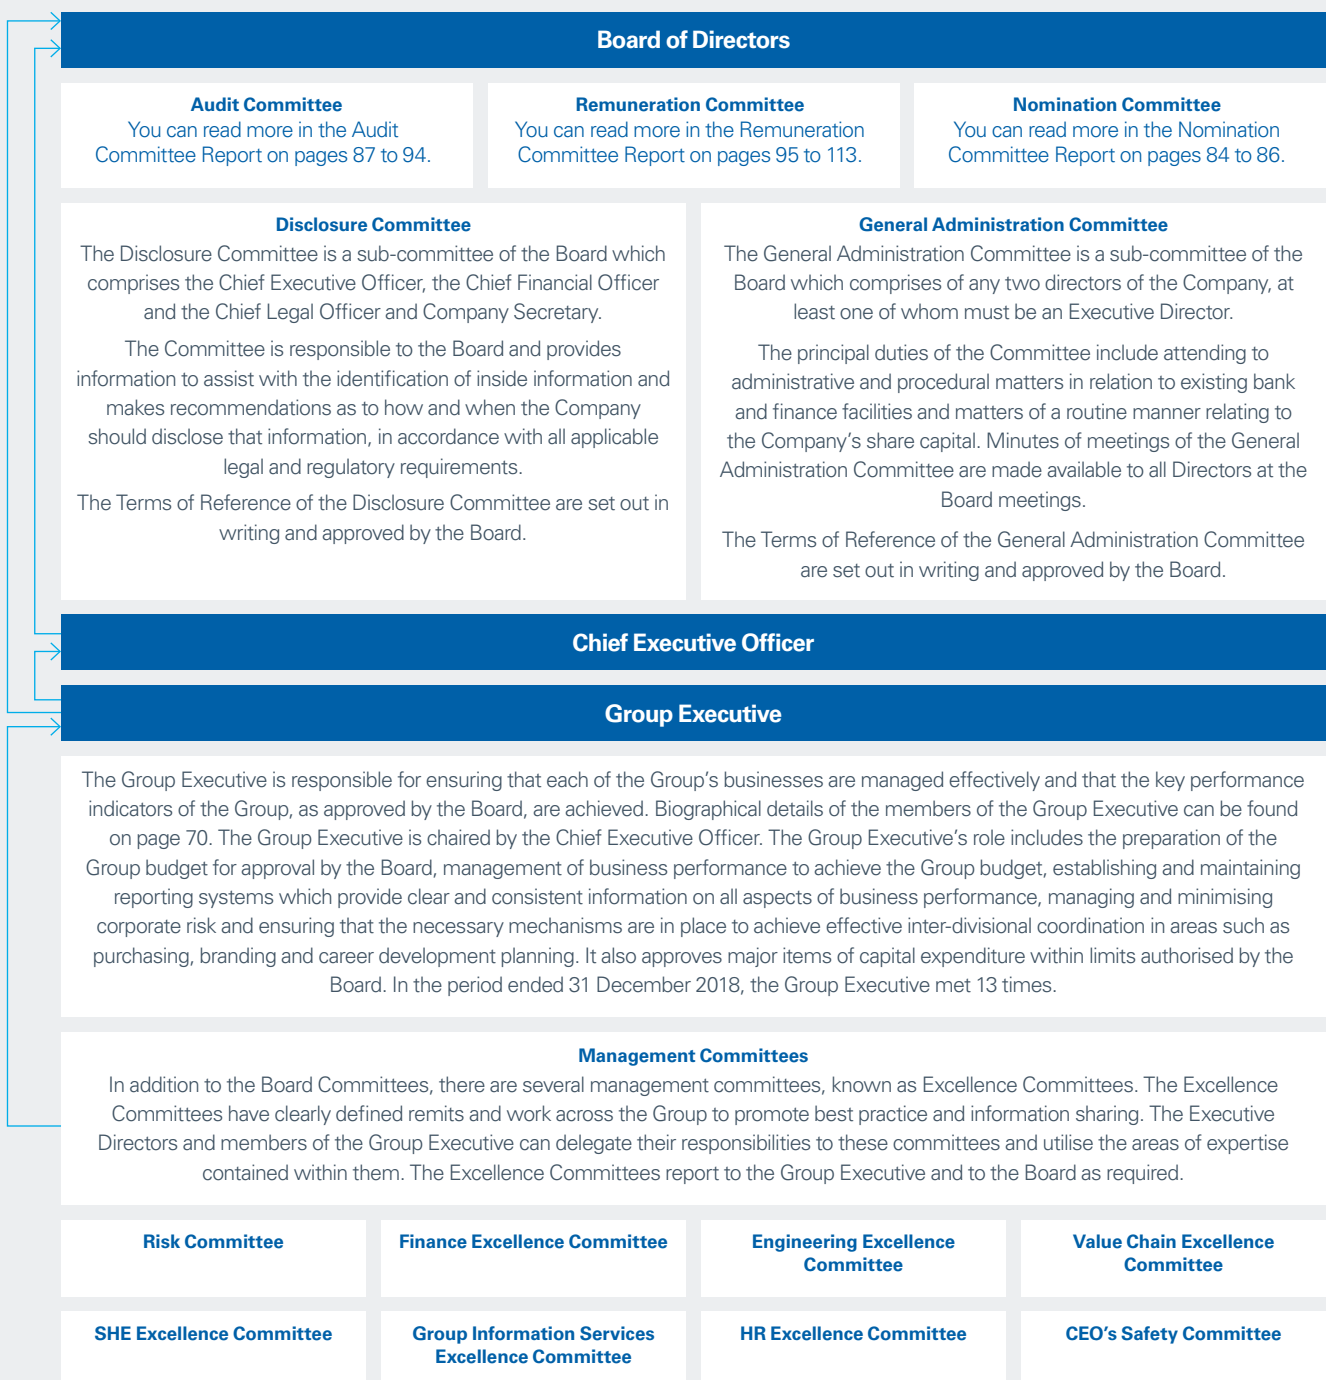 Board of Directors
Audit Committee
You can read more in the Audit
Committee Report on pages 87 to 94.
Remuneration Committee
You can read more in the Remuneration
Committee Report on pages 95 to 113.
Nomination Committee
You can read more in the Nomination
Committee Report on pages 84 to 86.
Disclosure Committee
The Disclosure Committee is a sub-committee of the Board which
comprises the Chief Executive Officer, the Chief Financial Officer
and the Chief Legal Officer and Company Secretary.
The Committee is responsible to the Board and provides
information to assist with the identification of inside information and
makes recommendations as to how and when the Company
should disclose that information, in accordance with all applicable
legal and regulatory requirements.
The Terms of Reference of the Disclosure Committee are set out in
writing and approved by the Board.
General Administration Committee
The General Administration Committee is a sub-committee of the
Board which comprises of any two directors of the Company, at
least one of whom must be an Executive Director.
The principal duties of the Committee include attending to
administrative and procedural matters in relation to existing bank
and finance facilities and matters of a routine manner relating to
the Company's share capital. Minutes of meetings of the General
Administration Committee are made available to all Directors at the
Board meetings.
The Terms of Reference of the General Administration Committee
are set out in writing and approved by the Board.
Chief Executive Officer
Group Executive
The Group Executive is responsible for ensuring that each of the Group's businesses are managed effectively and that the key performance
indicators of the Group, as approved by the Board, are achieved. Biographical details of the members of the Group Executive can be found
on page 70. The Group Executive is chaired by the Chief Executive Officer. The Group Executive's role includes the preparation of the
Group budget for approval by the Board, management of business performance to achieve the Group budget, establishing and maintaining
reporting systems which provide clear and consistent information on all aspects of business performance, managing and minimising
corporate risk and ensuring that the necessary mechanisms are in place to achieve effective inter-divisional coordination in areas such as
purchasing, branding and career development planning. It also approves major items of capital expenditure within limits authorised by the
Board. In the period ended 31 December 2018, the Group Executive met 13 times.
Management Committees
In addition to the Board Committees, there are several management committees, known as Excellence Committees. The Excellence
Committees have clearly defined remits and work across the Group to promote best practice and information sharing. The Executive
Directors and members of the Group Executive can delegate their responsibilities to these committees and utilise the areas of expertise
contained within them. The Excellence Committees report to the Group Executive and to the Board as required.
Risk Committee
Finance Excellence Committee
Engineering Excellence
Committee
Value Chain Excellence
Committee
SHE Excellence Committee
Group Information Services
Excellence Committee
HR Excellence Committee
CEO's Safety Committee